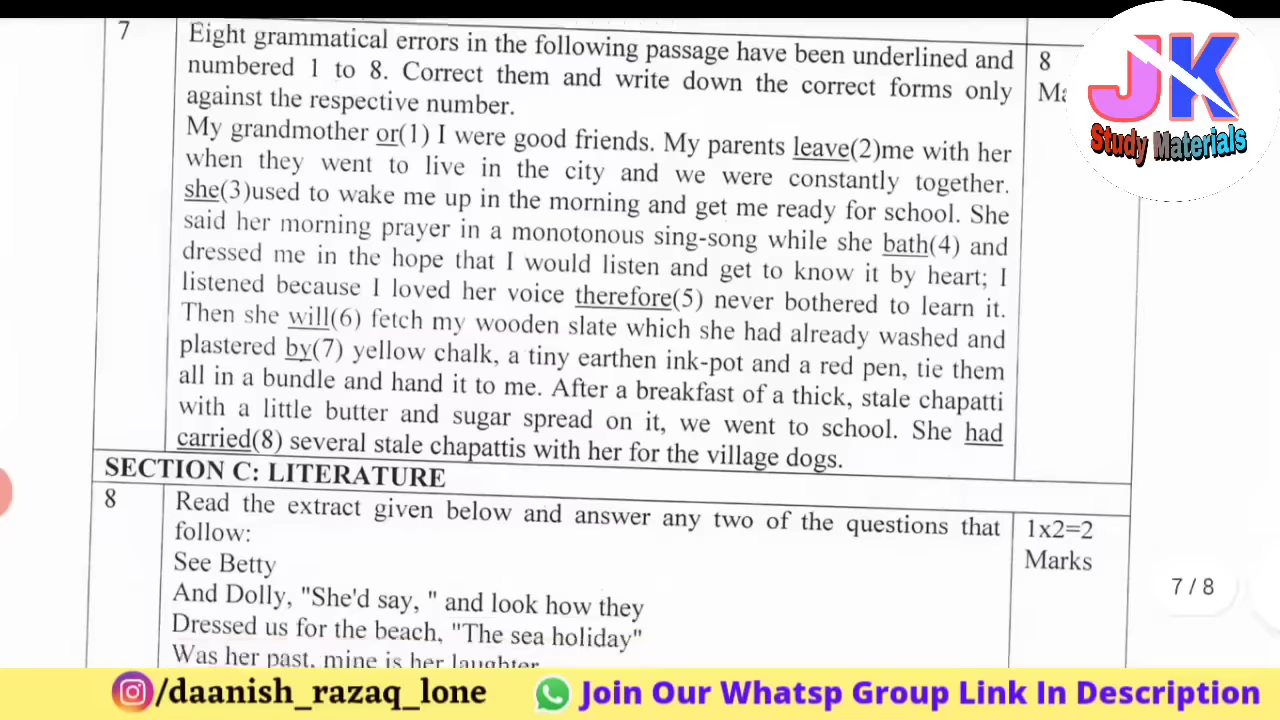 7
Eight grammatical errors in the following passage have been underlined and
numbered 1 to 8. Correct them and write down the correct forms only
against the respective number.
My grandmother or(1) I were good friends. My parents leave(2)me with her
when they went to live in the city and we were constantly together.
she(3)used to wake me up in the morning and get me ready for school. She
said her morning prayer in a monotonous sing-song while she bath(4) and
dressed me in the hope that I would listen and get to know it by heart; I
listened because I loved her voice therefore(5) never bothered to learn it.
Then she will(6) fetch my wooden slate which she had already washed and
plastered by(7) yellow chalk, a tiny earthen ink-pot and a red pen, tie them
all in a bundle and hand it to me. After a breakfast of a thick, stale chapatti
with a little butter and sugar spread on it, we went to school. She had
carried(8) several stale chapattis with her for the village dogs.
8
JK
Study Materials
SECTION C: LITERATURE
8
Read the extract given below and answer any two of the questions that
follow:
See Betty
And Dolly, "She'd say, " and look how they
Dressed us for the beach, "The sea holiday"
Was her past, mine is her laughter
1x2=2
Marks
7 / 8
/daanish_razaq_lone
Join Our Whatsp Group Link In Description